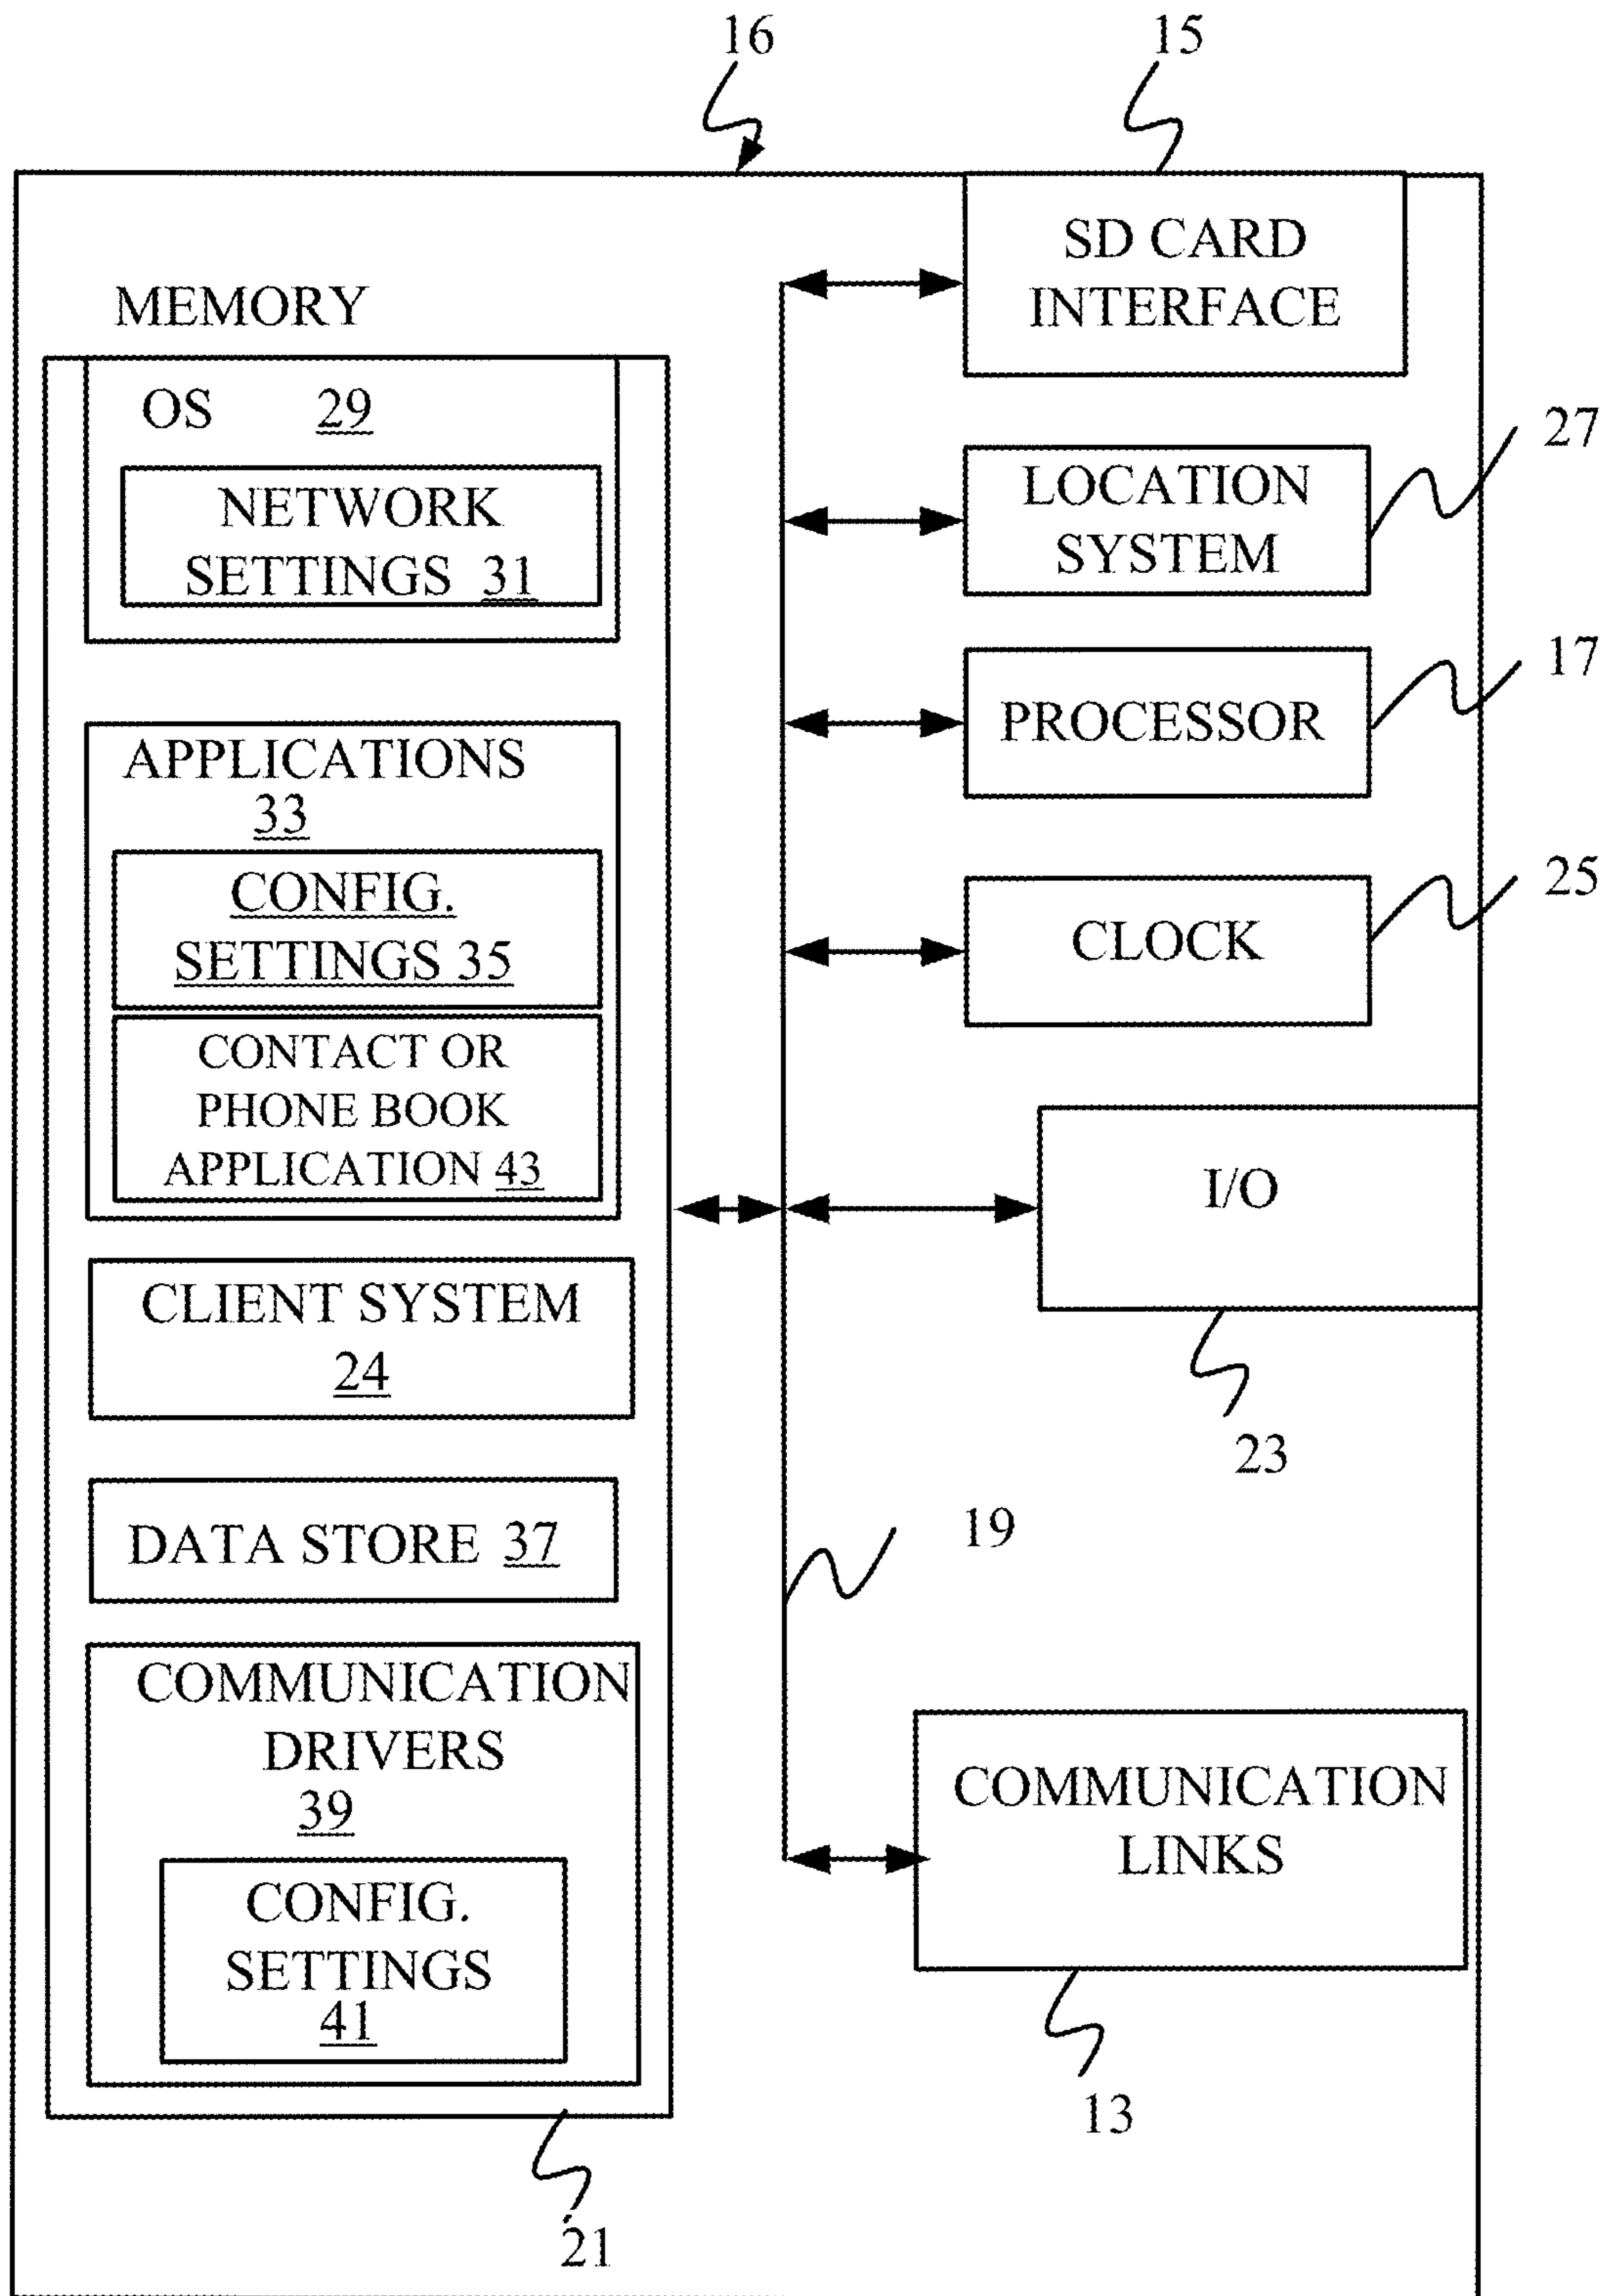 16
15
MEMORY
OS 29
NETWORK
SETTINGS 31
APPLICATIONS
33
CONFIG.
SETTINGS 35
CONTACT OR
PHONE BOOK
APPLICATION 43
CLIENT SYSTEM
24
DATA STORE 37
COMMUNICATION
DRIVERS
39
CONFIG.
SETTINGS
41
21
SD CARD
INTERFACE
LOCATION
SYSTEM
27
PROCESSOR
17
CLOCK
25
I/O
23
19
COMMUNICATION
LINKS
13